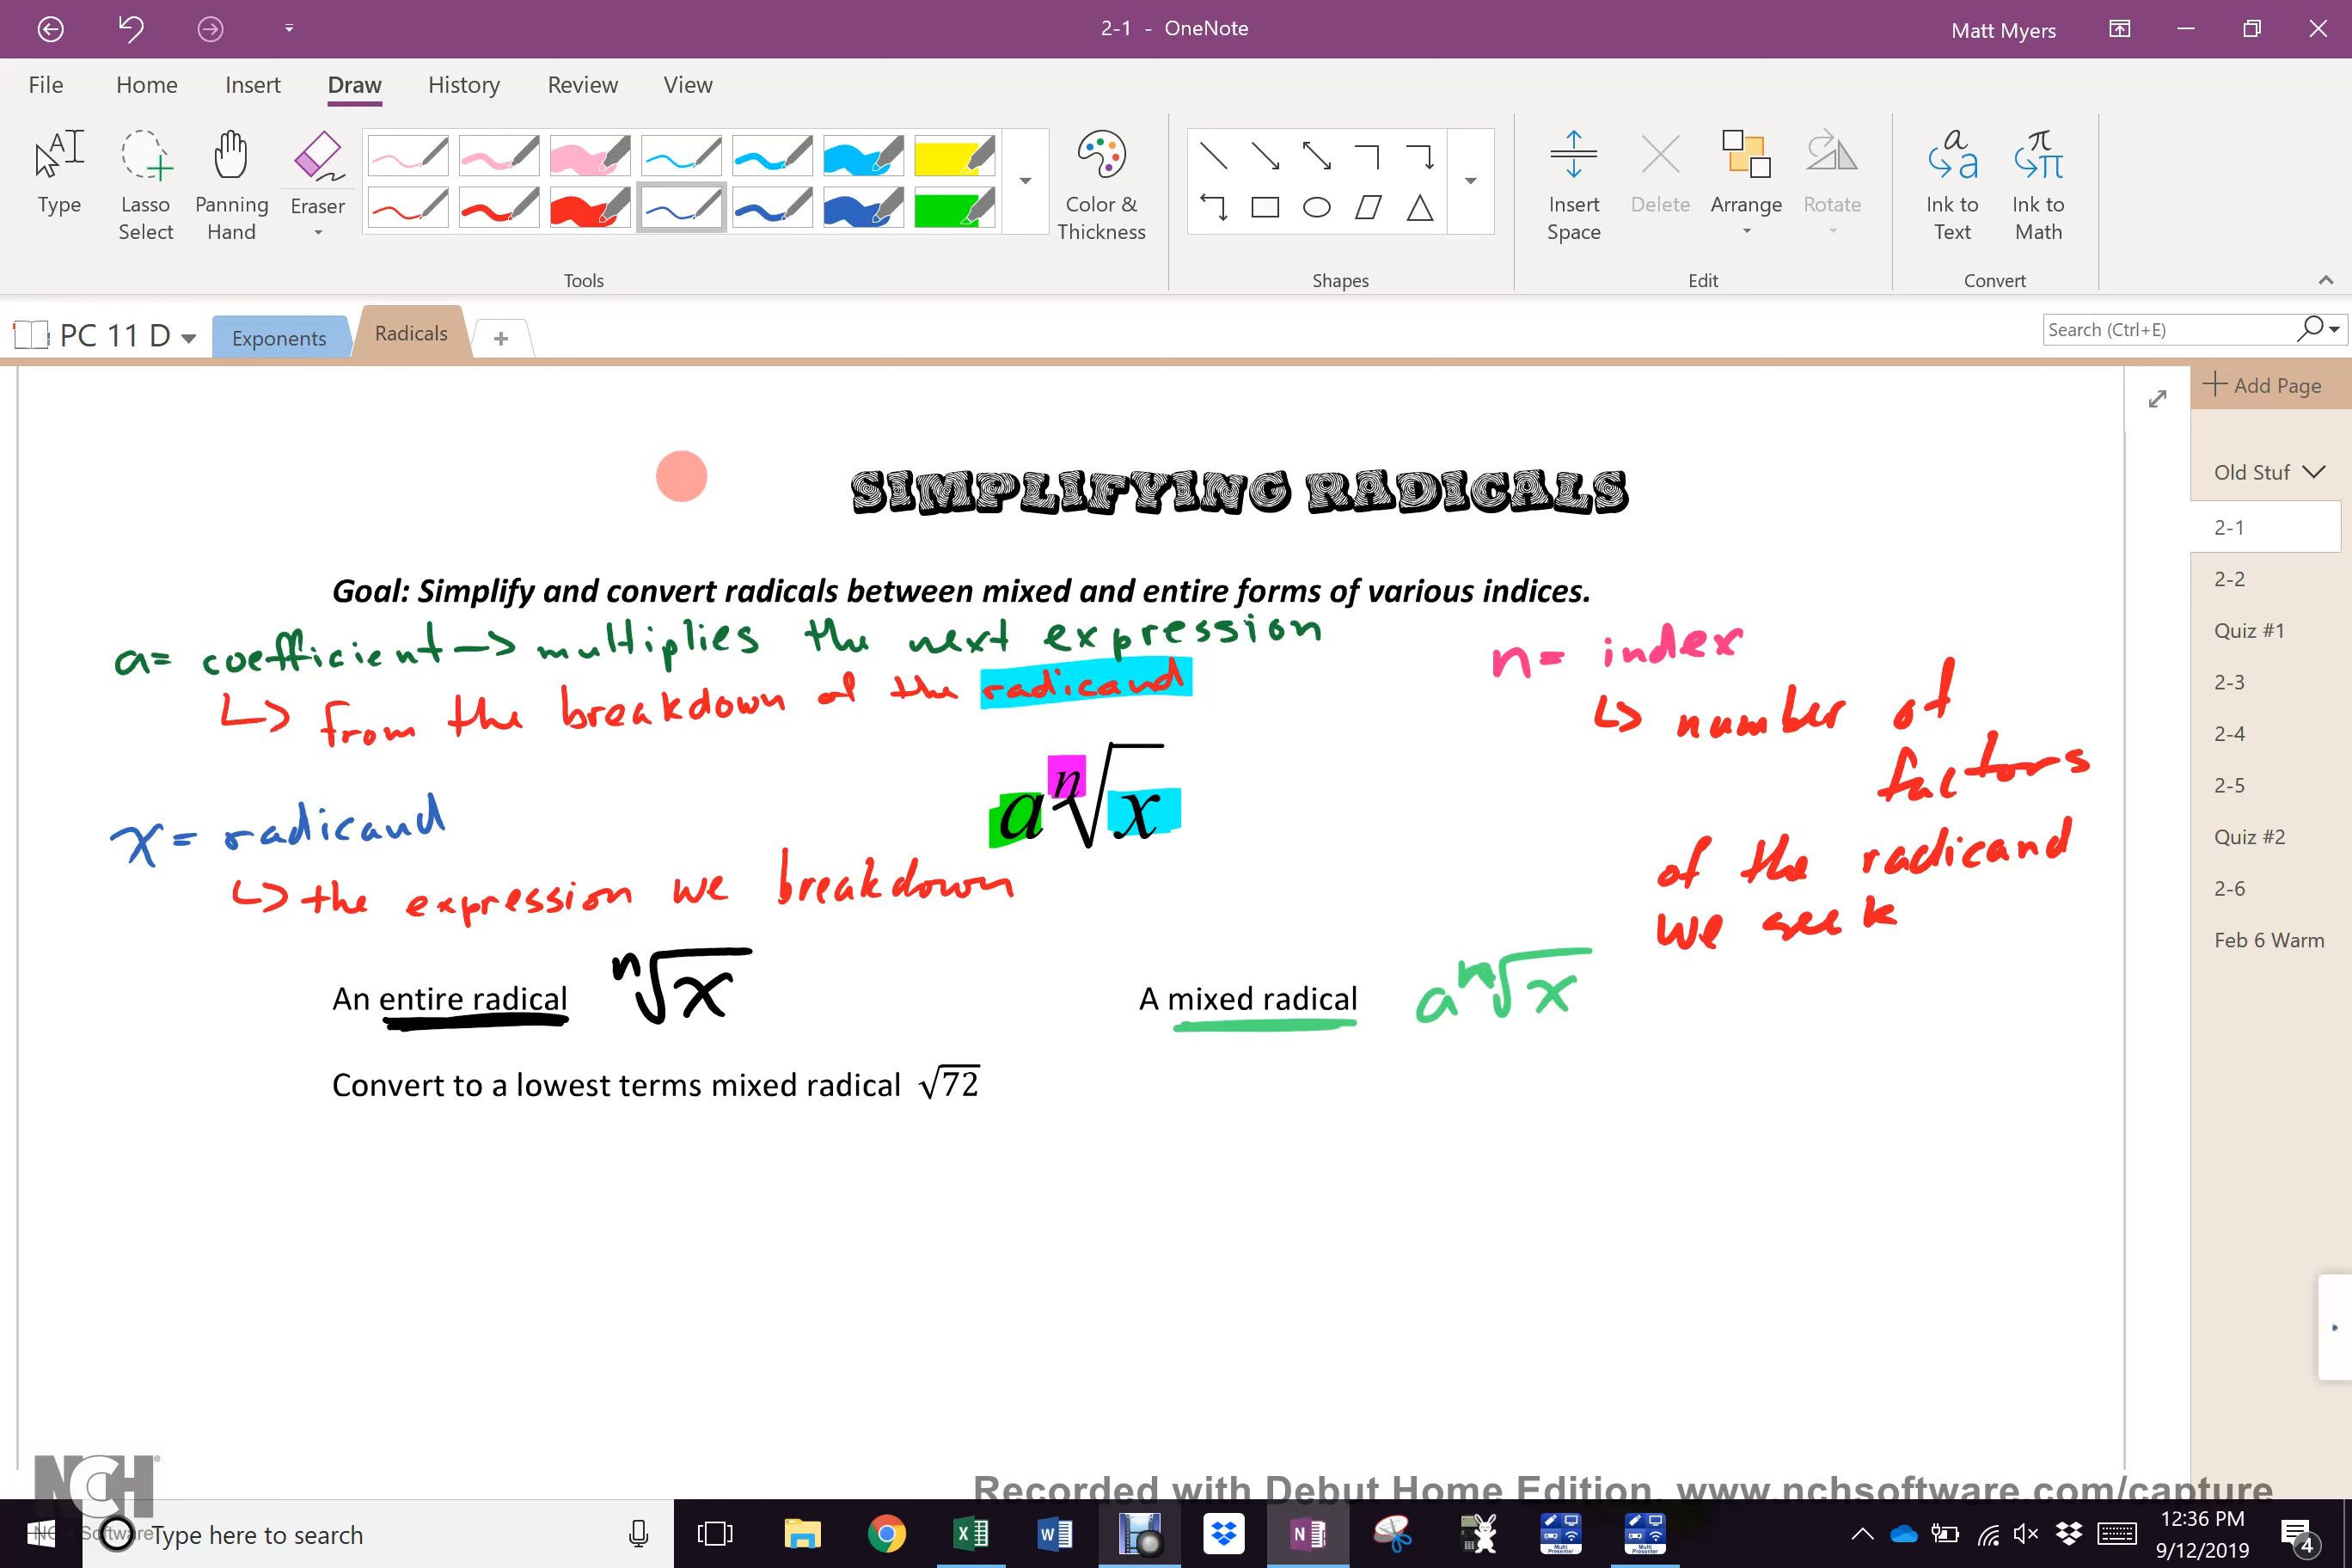 2-1 - OneNote
Matt Myers
File Home Insert Draw History Review View
Type
Lasso Select
Panning Hand
Eraser
Color & Thickness
Insert Space
Delete
Arrange
Rotate
a a
Ink to Text
π π
Ink to Math
Tools Shapes Edit Convert
PC 11 D Exponents Radicals +
Search (Ctrl+E)
Add Page
Old Stuf
2-1
2-2
Quiz #1
2-3
2-4
2-5
Quiz #2
2-6
Feb 6 Warm
SIMPLIFYING RADICALS
Goal: Simplify and convert radicals between mixed and entire forms of various indices.
a= coefficient → multiplies the next expression
↳ from the breakdown of the radicand
n= index
↳ number of
factors
of the radicand
we seek
a ⁿ√x
x= radicand
↳ the expression we breakdown
An entire radical ⁿ√x
A mixed radical a ⁿ√x
Convert to a lowest terms mixed radical √72
NCH®
NCH Software
Recorded with Debut Home Edition. www.nchsoftware.com/capture
Type here to search
12:36 PM
9/12/2019
4